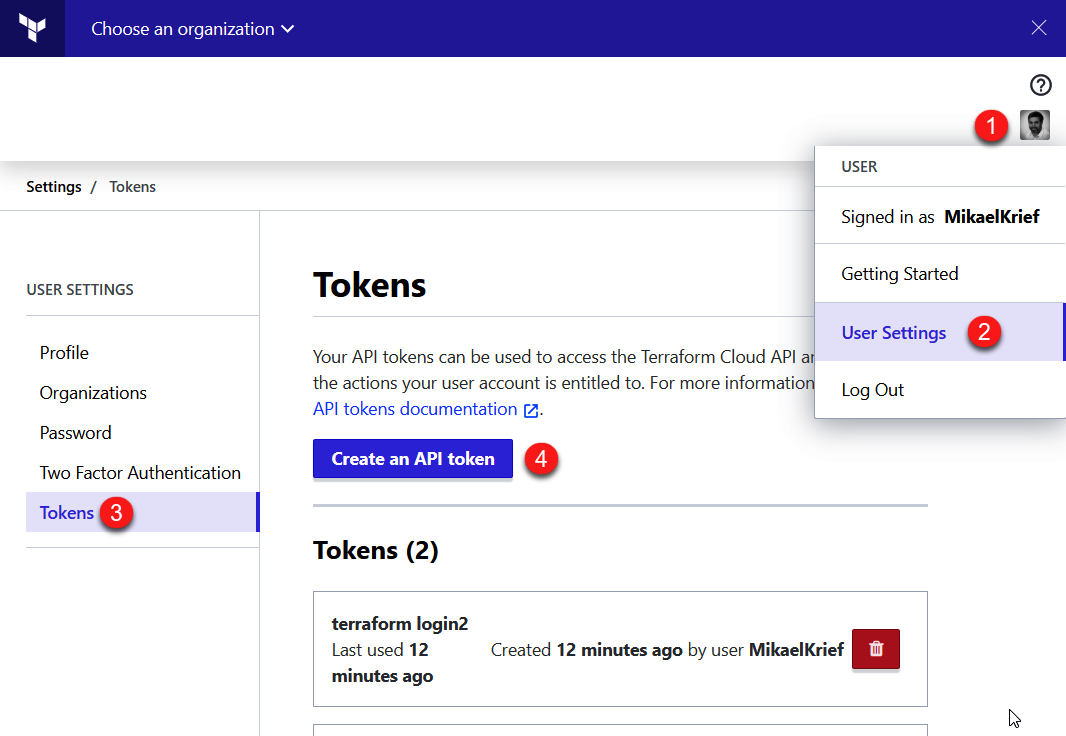 Choose an organization
1
USER
Settings / Tokens
Signed in as MikaelKrief
Getting Started
User Settings 2
Log Out
USER SETTINGS
Profile
Organizations
Password
Two Factor Authentication
Tokens 3
Tokens
Your API tokens can be used to access the Terraform Cloud API
the actions your user account is entitled to. For more information
API tokens documentation.
Create an API token 4
Tokens (2)
terraform login2
Last used 12 minutes ago
Created 12 minutes ago by user MikaelKrief